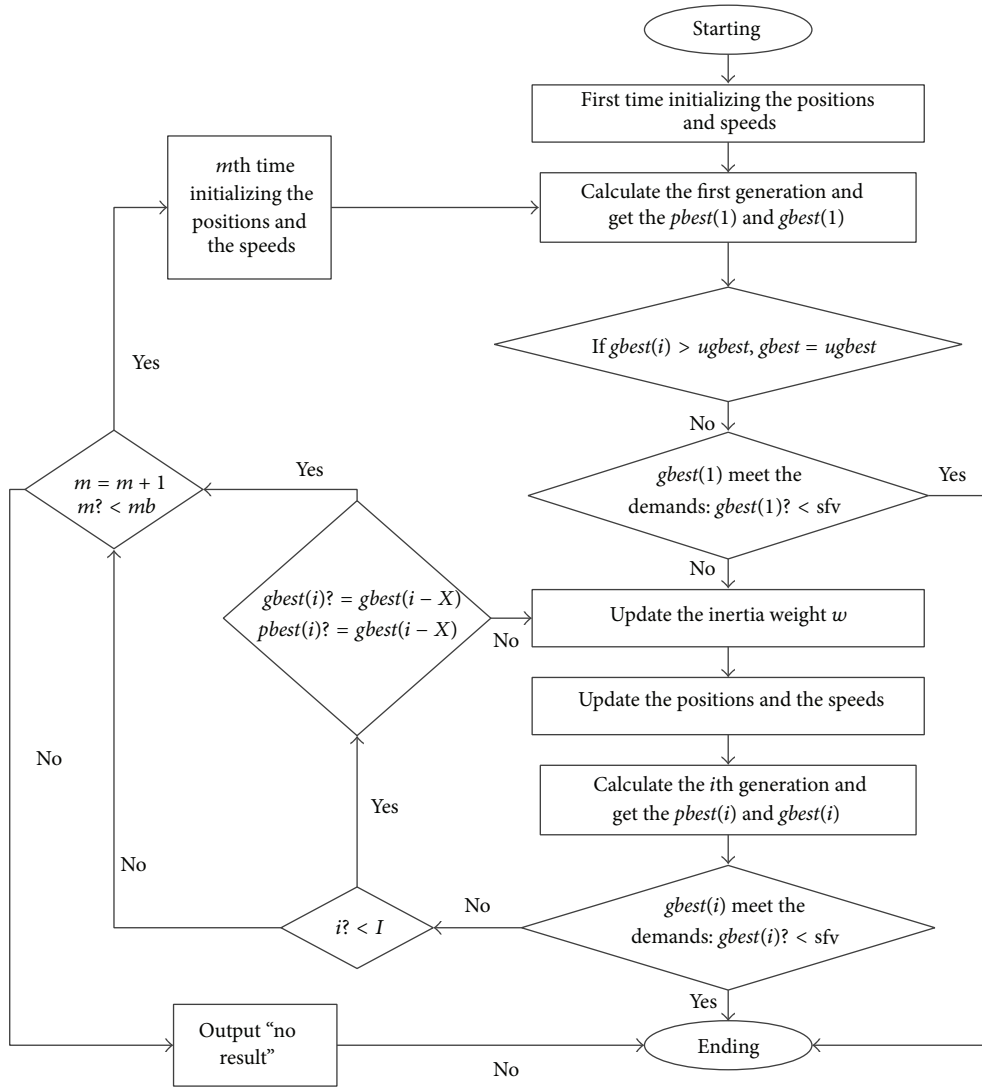 Starting
First time initializing the positions
and speeds
mth time
initializing the
positions and
the speeds
Calculate the first generation and
get the pbest(1) and gbest(1)
If gbest(i) > ugbest, gbest = ugbest
Yes
No
m = m + 1
m? < mb
Yes
gbest(1) meet the
demands: gbest(1)? < sfv
Yes
No
gbest(i)? = gbest(i − X)
pbest(i)? = gbest(i − X)
No
Update the inertia weight w
Update the positions and the speeds
No
Yes
Calculate the ith generation and
get the pbest(i) and gbest(i)
No
i? < I
No
gbest(i) meet the
demands: gbest(i)? < sfv
Yes
Output “no
result”
No
Ending